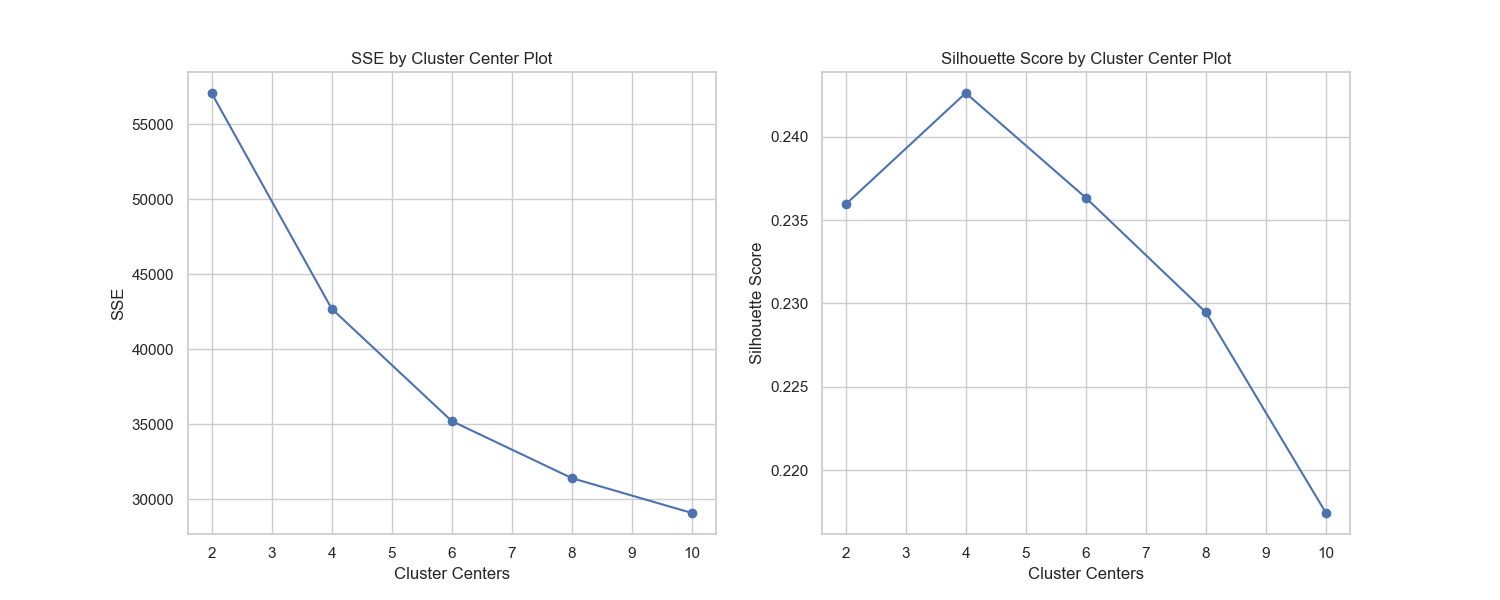 SSE by Cluster Center Plot
55000
50000
45000
40000
35000
30000
SSE
2 3 4 5 6 7 8 9 10
Cluster Centers
Silhouette Score by Cluster Center Plot
0.240
0.235
0.230
0.225
0.220
Silhouette Score
2 3 4 5 6 7 8 9 10
Cluster Centers